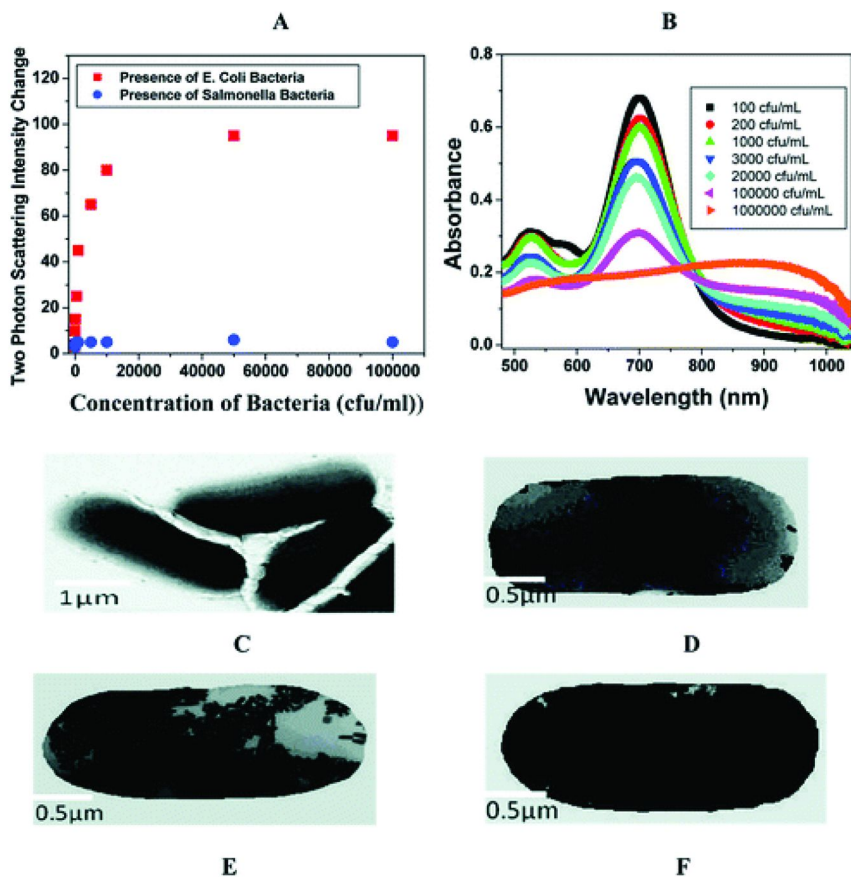 A
Two Photon Scattering Intensity Change
120
100
80
60
40
20
0
Presence of E. Coli Bacteria
Presence of Salmonella Bacteria
0 20000 40000 60000 80000 100000
Concentration of Bacteria (cfu/ml))
B
Absorbance
0.8
0.6
0.4
0.2
0.0
100 cfu/mL
200 cfu/mL
1000 cfu/mL
3000 cfu/mL
20000 cfu/mL
100000 cfu/mL
1000000 cfu/mL
500 600 700 800 900 1000
Wavelength (nm)
1μm
C
0.5μm
D
0.5μm
E
0.5μm
F